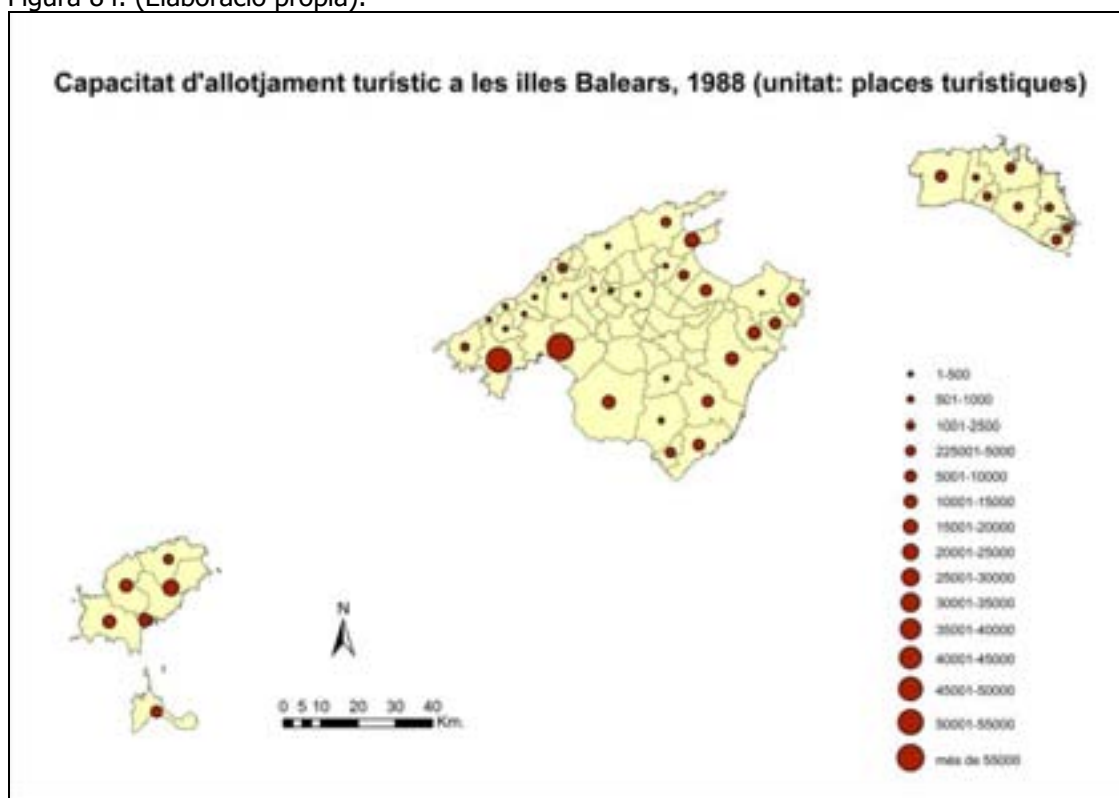 Figura 84. (Elaboració pròpia).
Capacitat d'allotjament turístic a les illes Balears, 1988 (unitat: places turístiques)
1-500
501-1000
1001-2500
225001-5000
5001-10000
10001-15000
15001-20000
20001-25000
25001-30000
30001-35000
35001-40000
40001-45000
45001-50000
50001-55000
més de 55000
N
0 5 10 20 30 40
Km.